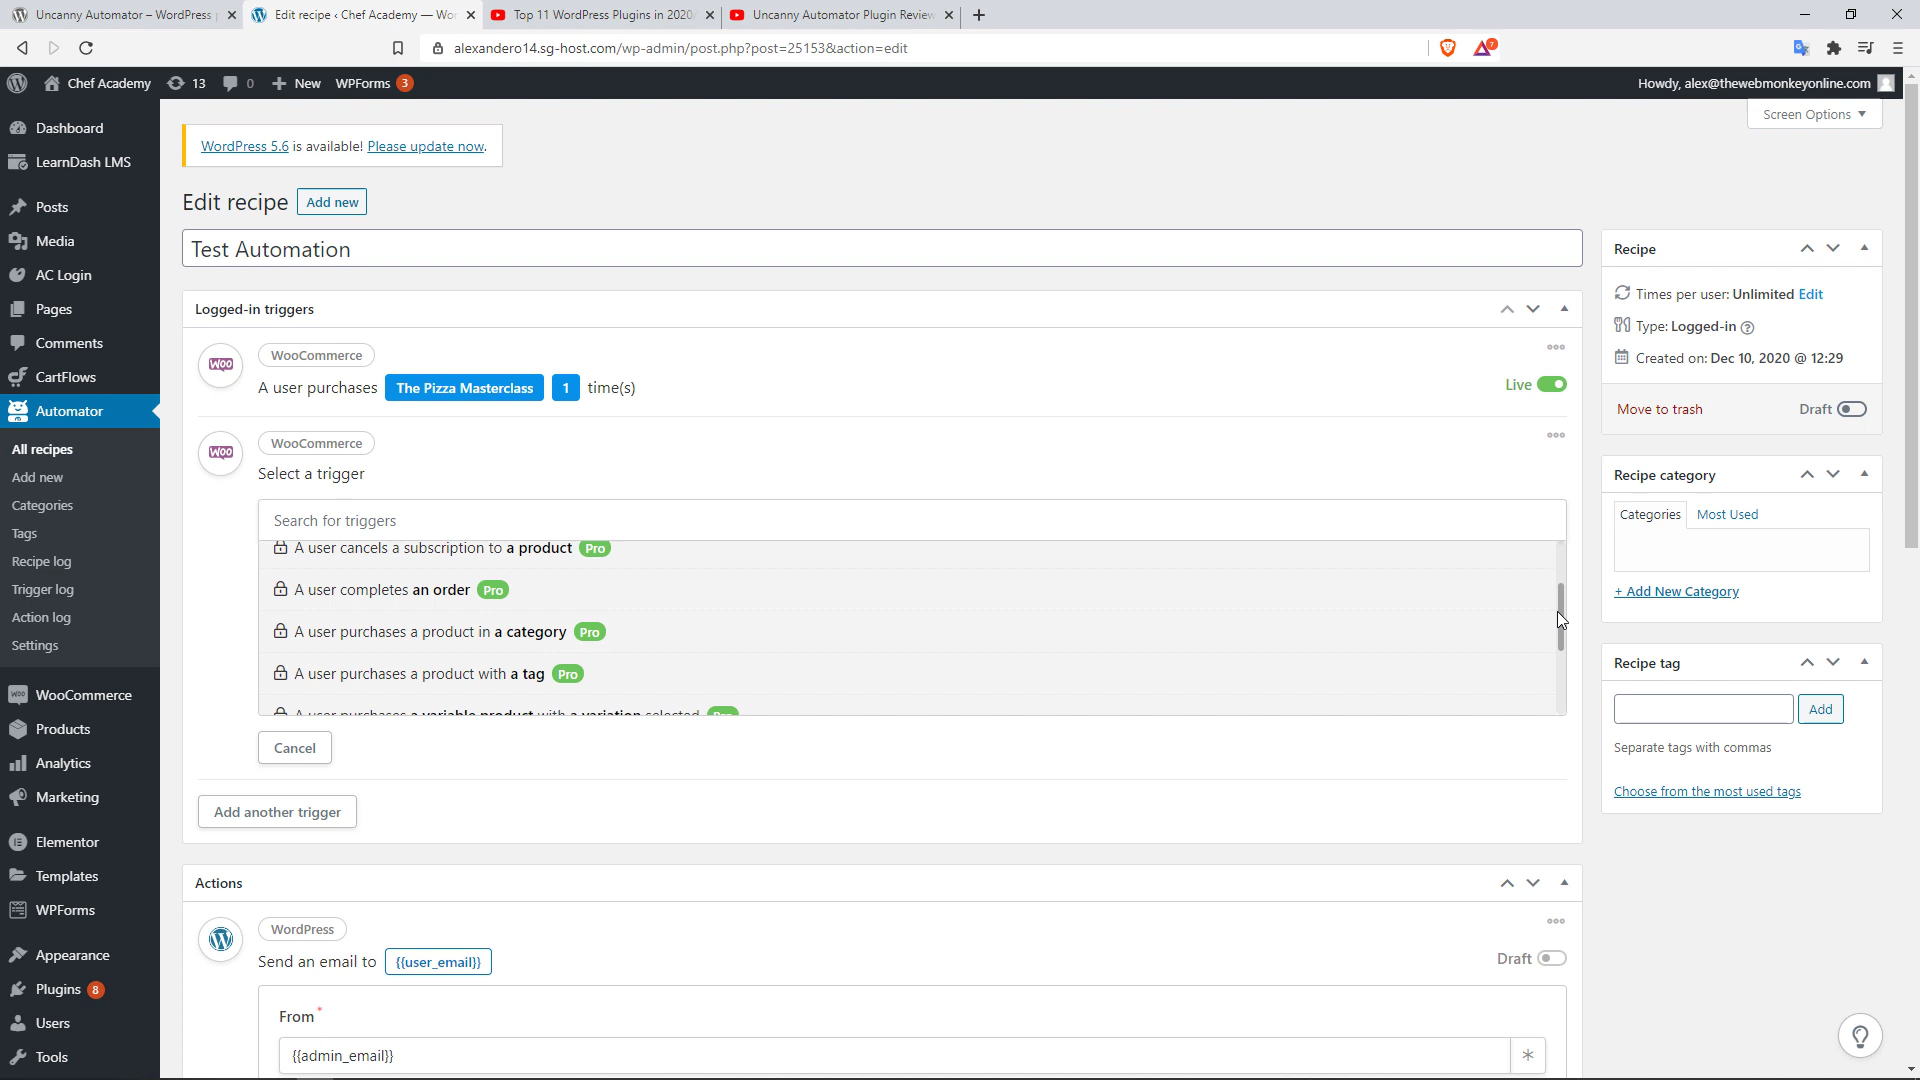 Uncanny Automator – WordPress
Edit recipe ‹ Chef Academy — Wor
Top 11 WordPress Plugins in 2020
Uncanny Automator Plugin Review
alexandero14.sg-host.com/wp-admin/post.php?post=25153&action=edit
7
Chef Academy
13
0
New
WPForms 3
Howdy, alex@thewebmonkeyonline.com
Screen Options
Dashboard
LearnDash LMS
Posts
Media
AC Login
Pages
Comments
CartFlows
Automator
All recipes
Add new
Categories
Tags
Recipe log
Trigger log
Action log
Settings
WooCommerce
Products
Analytics
Marketing
Elementor
Templates
WPForms
Appearance
Plugins 8
Users
Tools
WordPress 5.6 is available! Please update now.
Edit recipe Add new
Test Automation
Logged-in triggers
WOO
WooCommerce
A user purchases The Pizza Masterclass 1 time(s)
Live
WOO
WooCommerce
Select a trigger
Search for triggers
A user cancels a subscription to a product Pro
A user completes an order Pro
A user purchases a product in a category Pro
A user purchases a product with a tag Pro
A user purchases a variable product with a variation selected Pro
Cancel
Add another trigger
Actions
WordPress
Send an email to {{user_email}}
Draft
From *
{{admin_email}}
Recipe
Times per user: Unlimited Edit
Type: Logged-in
Created on: Dec 10, 2020 @ 12:29
Move to trash
Draft
Recipe category
Categories
Most Used
+ Add New Category
Recipe tag
Add
Separate tags with commas
Choose from the most used tags